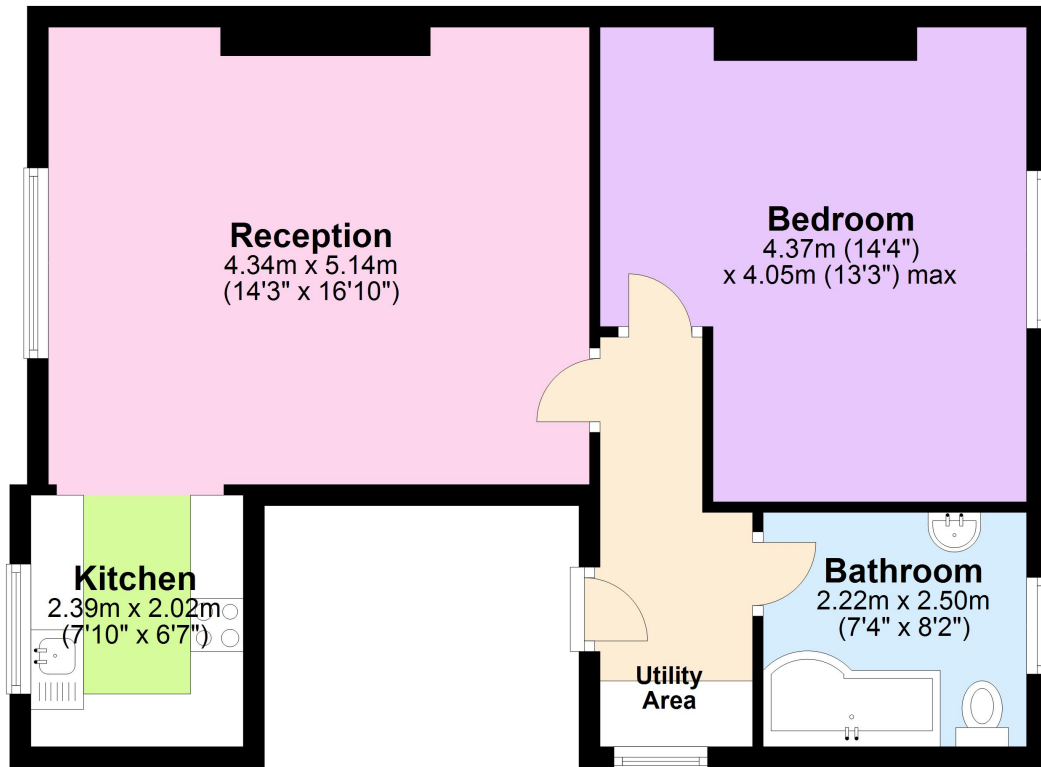 Reception
4.34m x 5.14m
(14'3" x 16'10")
Bedroom
4.37m (14'4")
x 4.05m (13'3") max
Kitchen
2.39m x 2.02m
(7'10" x 6'7")
Bathroom
2.22m x 2.50m
(7'4" x 8'2")
Utility
Area